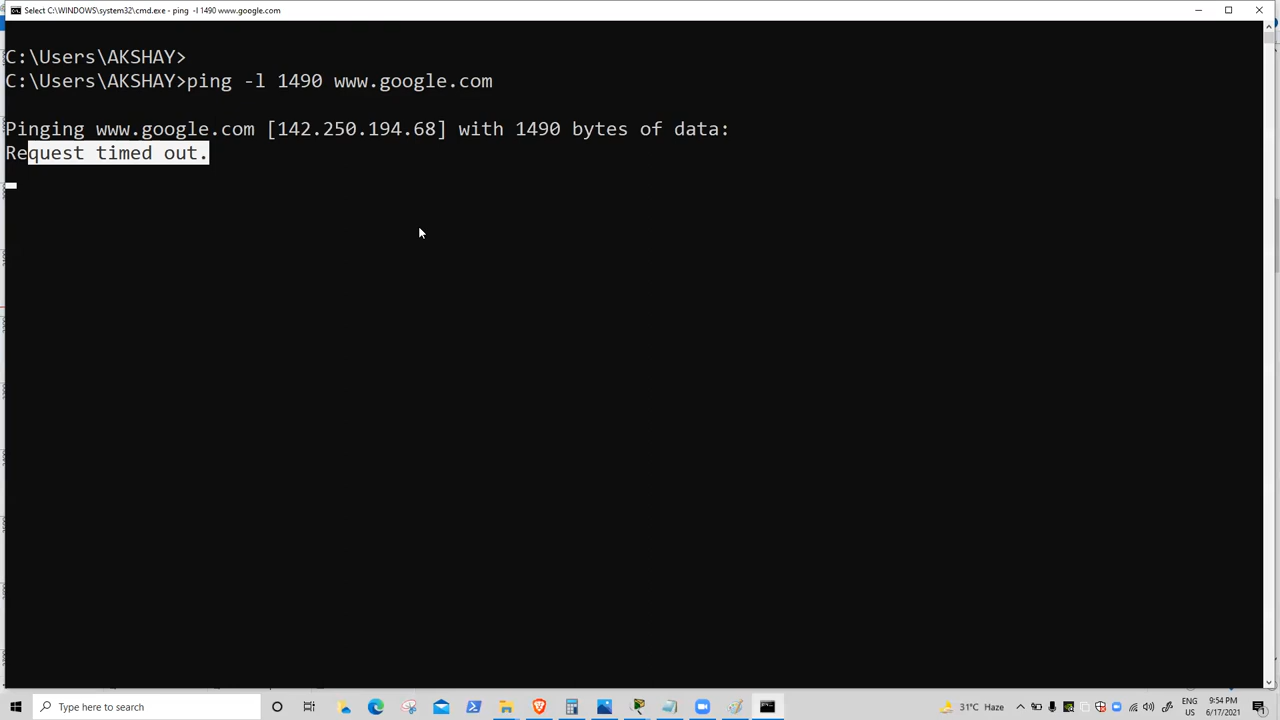 Select C:\WINDOWS\system32\cmd.exe - ping -l 1490 www.google.com
C:\Users\AKSHAY>
C:\Users\AKSHAY>ping -l 1490 www.google.com
Pinging www.google.com [142.250.194.68] with 1490 bytes of data:
Request timed out.
Type here to search
31°C Haze
ENG
US
9:54 PM
6/17/2021